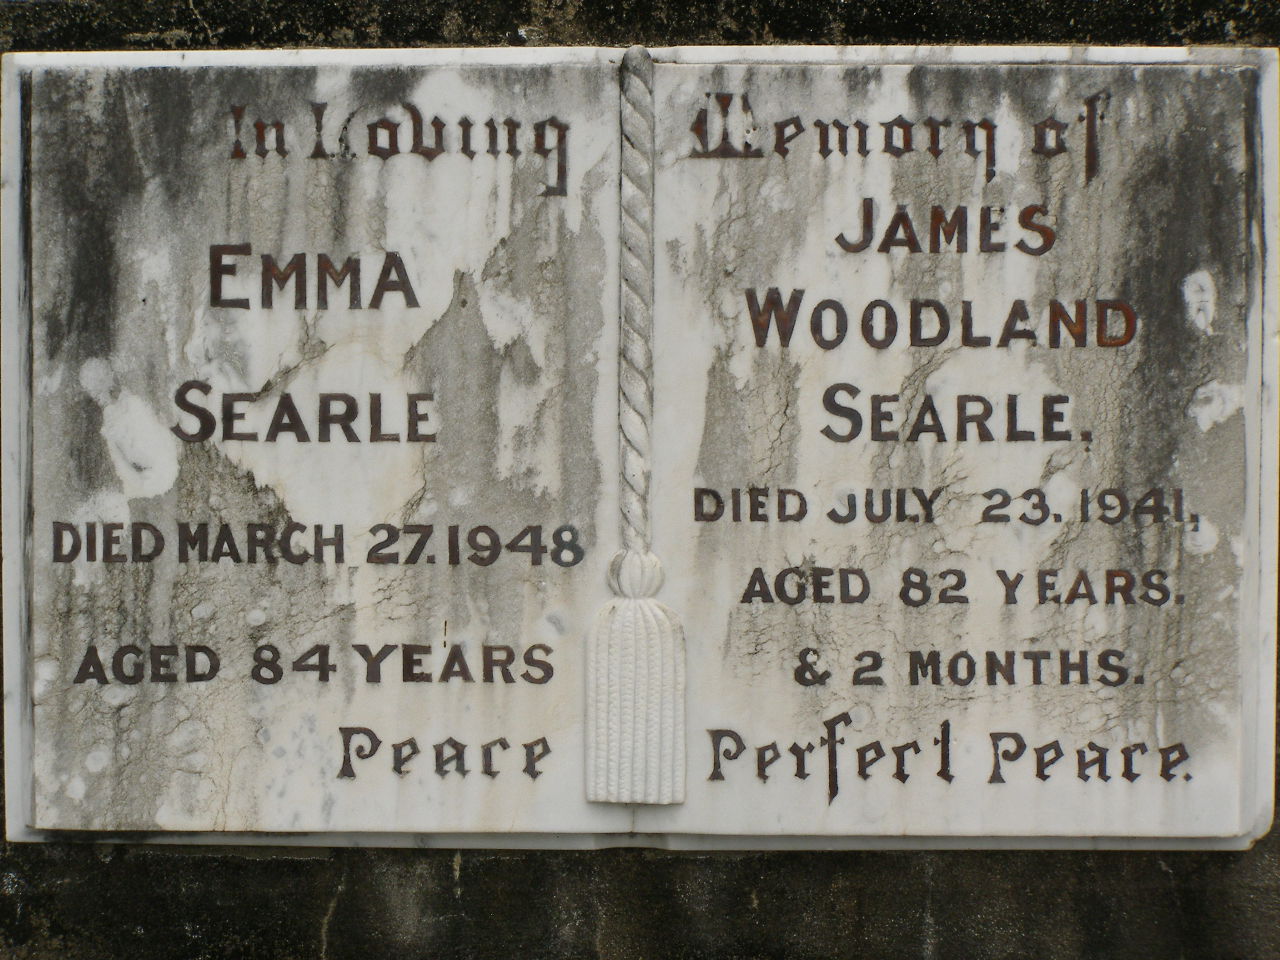 In Loving Memory of
EMMA
SEARLE
DIED MARCH 27. 1948
AGED 84 YEARS
JAMES
WOODLAND
SEARLE,
DIED JULY 23. 1941,
AGED 82 YEARS.
& 2 MONTHS.
Peace Perfect Peace.